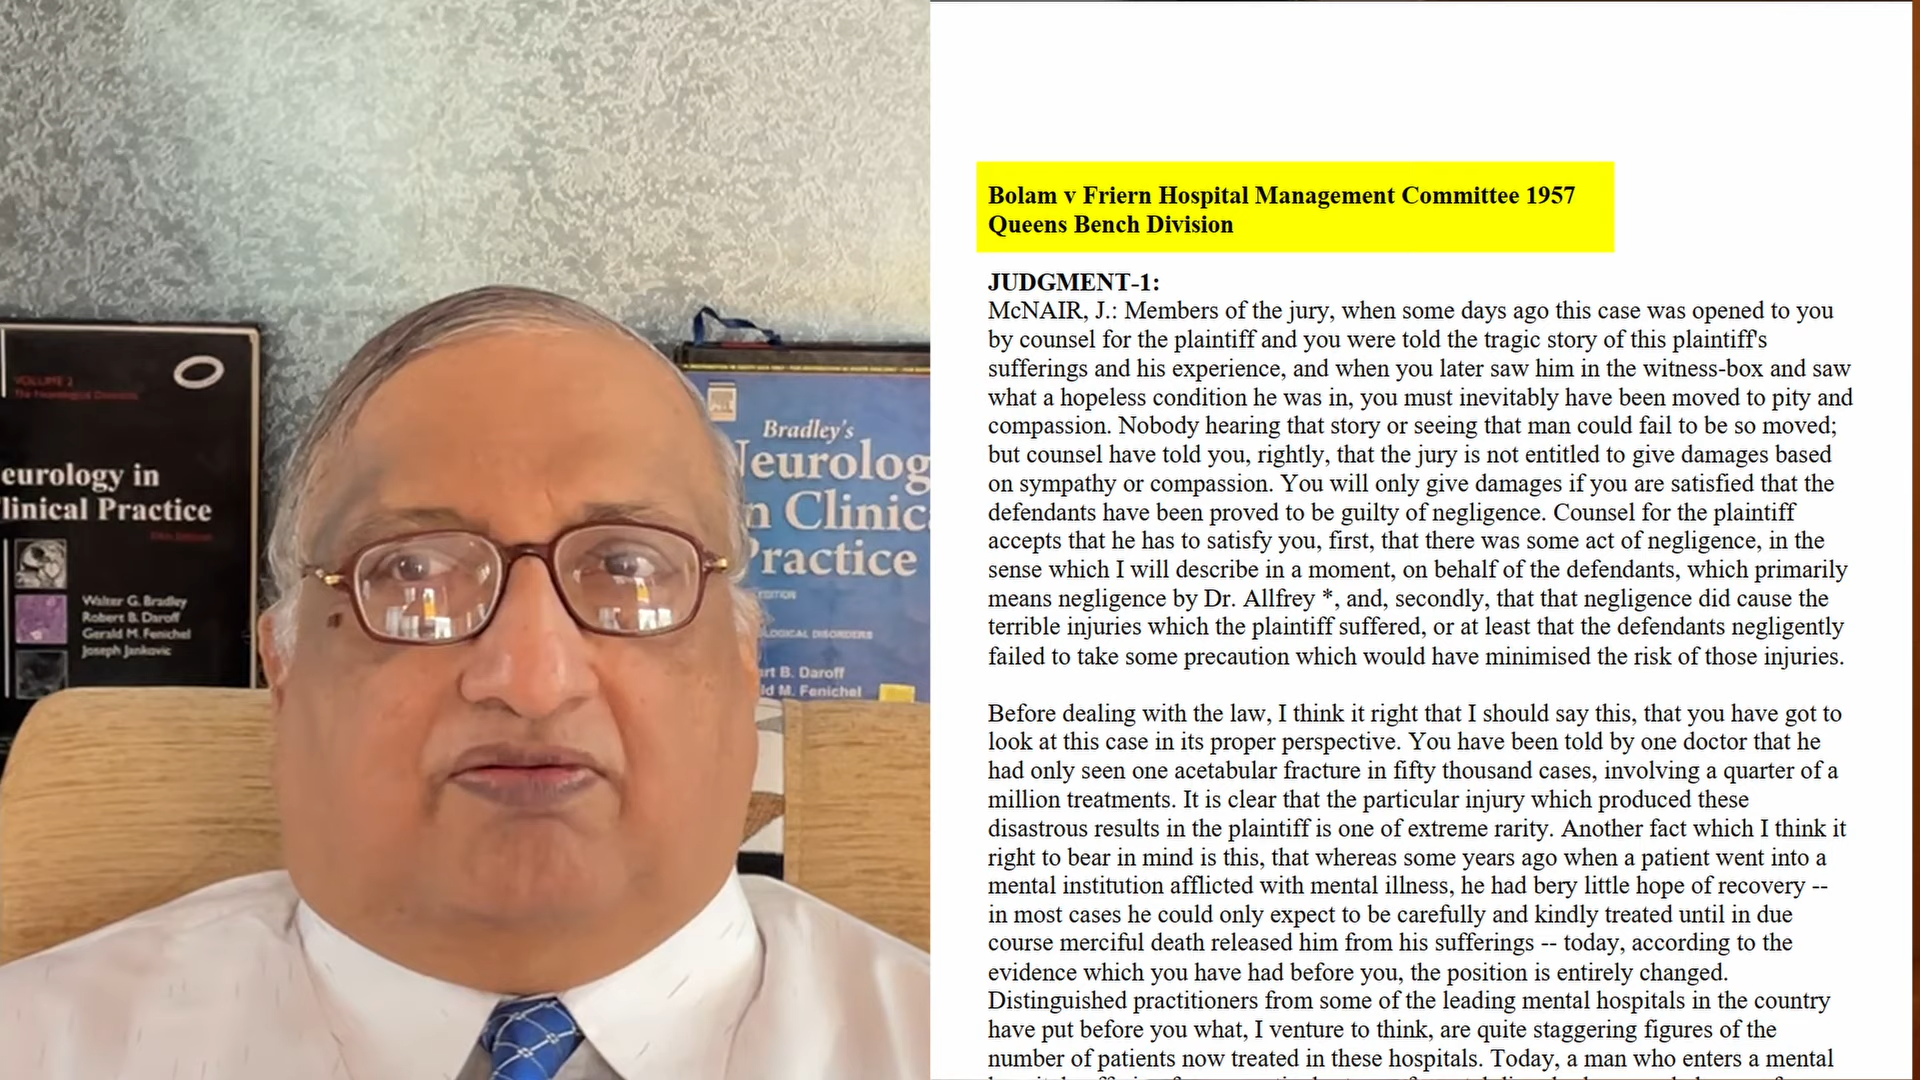 VOLUME 2
The Neurological Disorders
eurology in
linical Practice
Walter G. Bradley
Robert B. Daroff
Gerald M. Fenichel
Joseph Jankovic
Bradley's
eurolog
n Clinic
Practice
EDITION
LOGICAL DISORDERS
ert B. Daroff
ld M. Fenichel
Bolam v Friern Hospital Management Committee 1957
Queens Bench Division
JUDGMENT-1:
McNAIR, J.: Members of the jury, when some days ago this case was opened to you
by counsel for the plaintiff and you were told the tragic story of this plaintiff's
sufferings and his experience, and when you later saw him in the witness-box and saw
what a hopeless condition he was in, you must inevitably have been moved to pity and
compassion. Nobody hearing that story or seeing that man could fail to be so moved;
but counsel have told you, rightly, that the jury is not entitled to give damages based
on sympathy or compassion. You will only give damages if you are satisfied that the
defendants have been proved to be guilty of negligence. Counsel for the plaintiff
accepts that he has to satisfy you, first, that there was some act of negligence, in the
sense which I will describe in a moment, on behalf of the defendants, which primarily
means negligence by Dr. Allfrey *, and, secondly, that that negligence did cause the
terrible injuries which the plaintiff suffered, or at least that the defendants negligently
failed to take some precaution which would have minimised the risk of those injuries.
Before dealing with the law, I think it right that I should say this, that you have got to
look at this case in its proper perspective. You have been told by one doctor that he
had only seen one acetabular fracture in fifty thousand cases, involving a quarter of a
million treatments. It is clear that the particular injury which produced these
disastrous results in the plaintiff is one of extreme rarity. Another fact which I think it
right to bear in mind is this, that whereas some years ago when a patient went into a
mental institution afflicted with mental illness, he had bery little hope of recovery --
in most cases he could only expect to be carefully and kindly treated until in due
course merciful death released him from his sufferings -- today, according to the
evidence which you have had before you, the position is entirely changed.
Distinguished practitioners from some of the leading mental hospitals in the country
have put before you what, I venture to think, are quite staggering figures of the
number of patients now treated in these hospitals. Today, a man who enters a mental